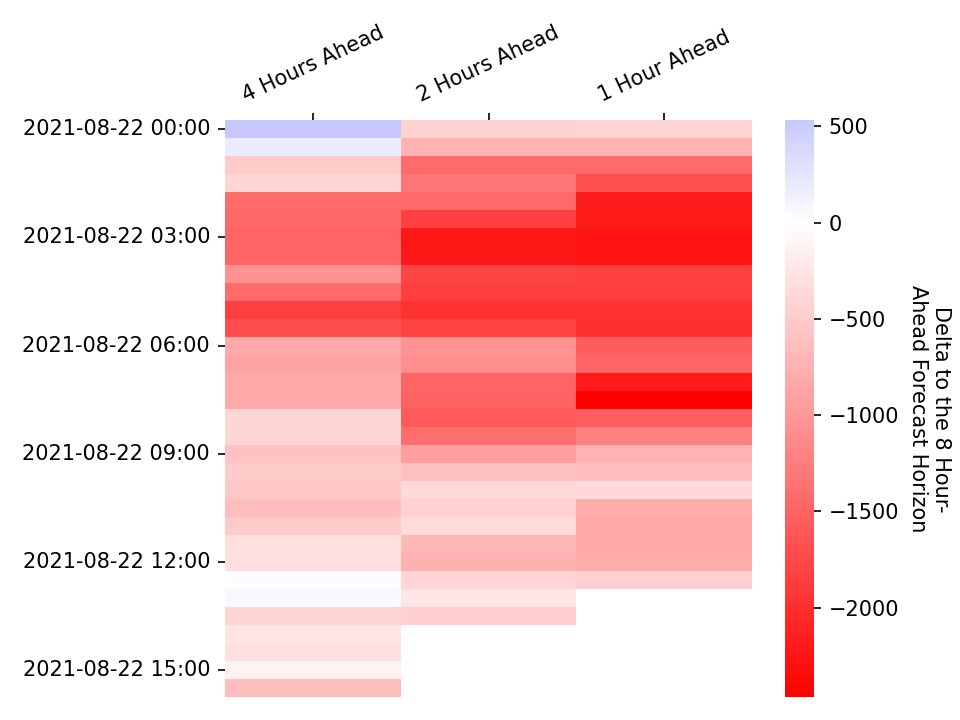 4 Hours Ahead
2 Hours Ahead
1 Hour Ahead
2021-08-22 00:00
2021-08-22 03:00
2021-08-22 06:00
2021-08-22 09:00
2021-08-22 12:00
2021-08-22 15:00
500
0
−500
−1000
−1500
−2000
Delta to the 8 Hour-
Ahead Forecast Horizon